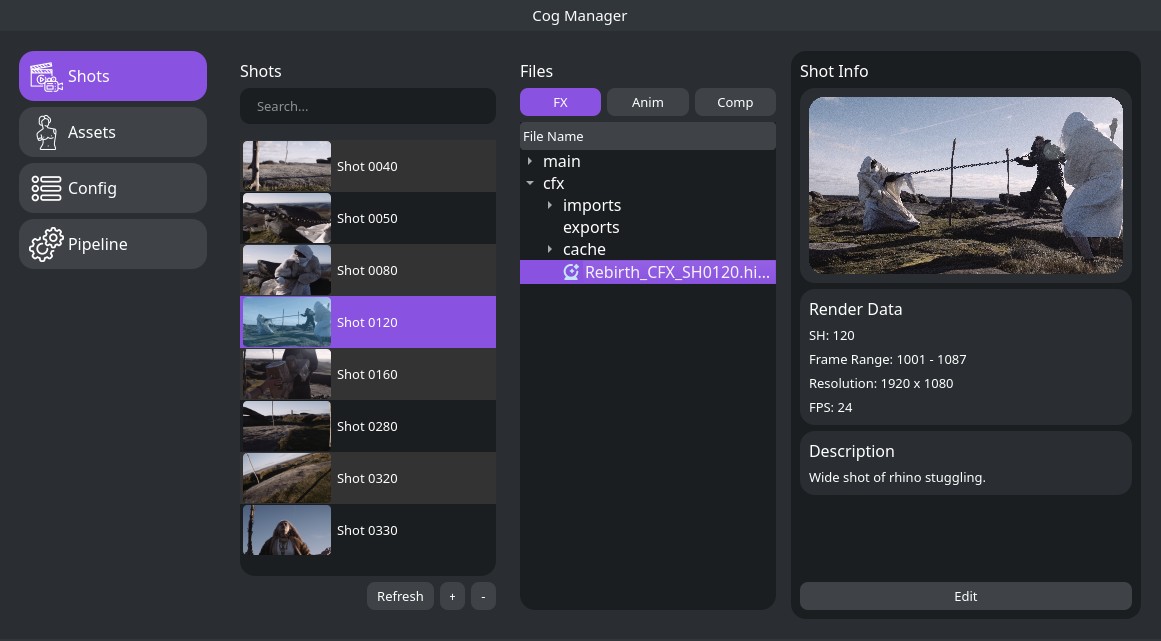 Cog Manager
Shots
Assets
Config
Pipeline
Shots
Search...
Shot 0040
Shot 0050
Shot 0080
Shot 0120
Shot 0160
Shot 0280
Shot 0320
Shot 0330
Refresh
+
-
Files
FX
Anim
Comp
File Name
main
cfx
imports
exports
cache
Rebirth_CFX_SH0120.hi...
Shot Info
Render Data
SH: 120
Frame Range: 1001 - 1087
Resolution: 1920 x 1080
FPS: 24
Description
Wide shot of rhino stuggling.
Edit